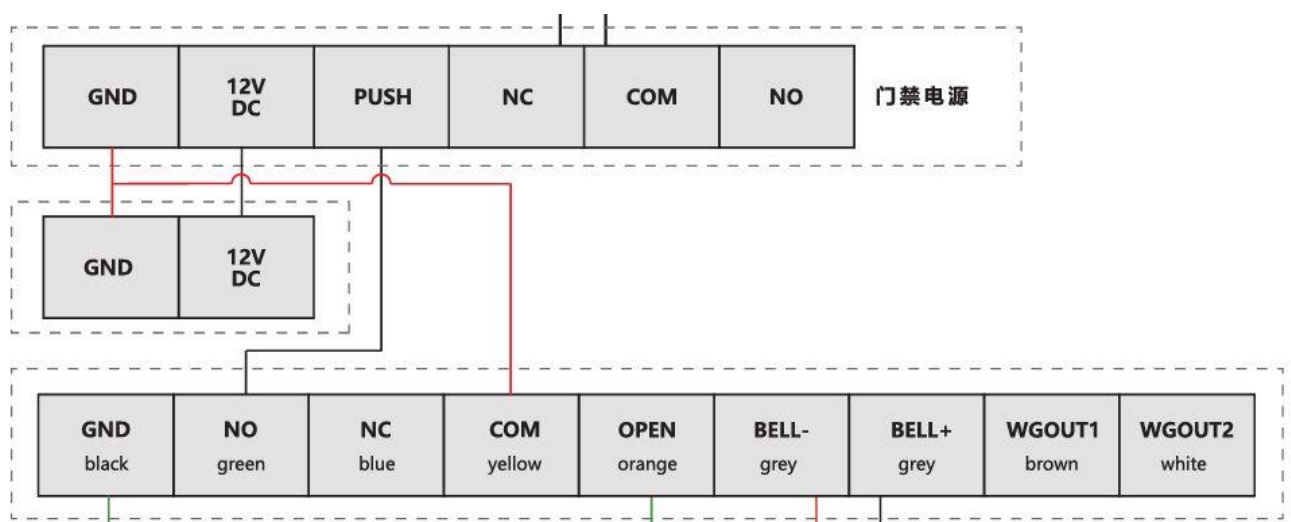 GND
12V
DC
PUSH
NC
COM
NO
门禁电源
GND
12V
DC
GND
black
NO
green
NC
blue
COM
yellow
OPEN
orange
BELL-
grey
BELL+
grey
WGOUT1
brown
WGOUT2
white